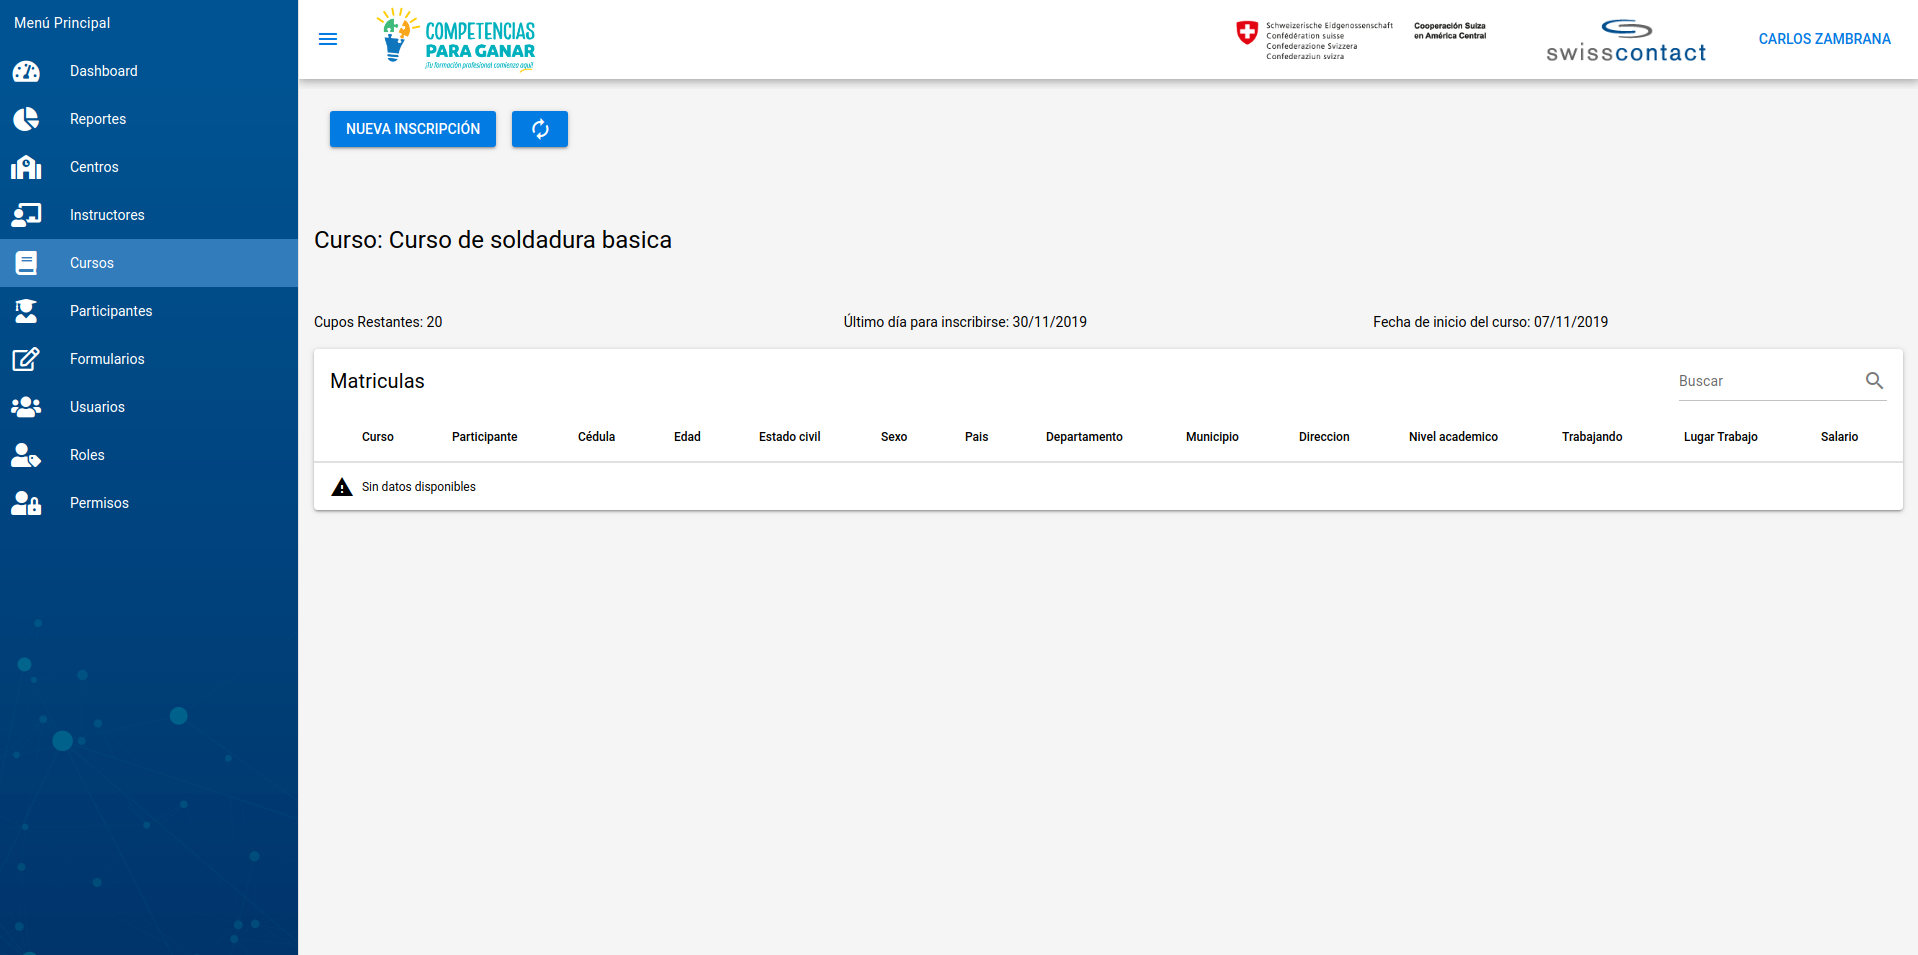 Menú Principal
Dashboard
Reportes
Centros
Instructores
Cursos
Participantes
Formularios
Usuarios
Roles
Permisos
COMPETENCIAS
PARA GANAR
¡Tu formación profesional comienza aquí!
Schweizerische Eidgenossenschaft
Confédération suisse
Confederazione Svizzera
Confederaziun svizra
Cooperación Suiza
en América Central
swisscontact
CARLOS ZAMBRANA
NUEVA INSCRIPCIÓN
Curso: Curso de soldadura basica
Cupos Restantes: 20 Último día para inscribirse: 30/11/2019 Fecha de inicio del curso: 07/11/2019
Matriculas Buscar
Curso Participante Cédula Edad Estado civil Sexo Pais Departamento Municipio Direccion Nivel academico Trabajando Lugar Trabajo Salario
Sin datos disponibles